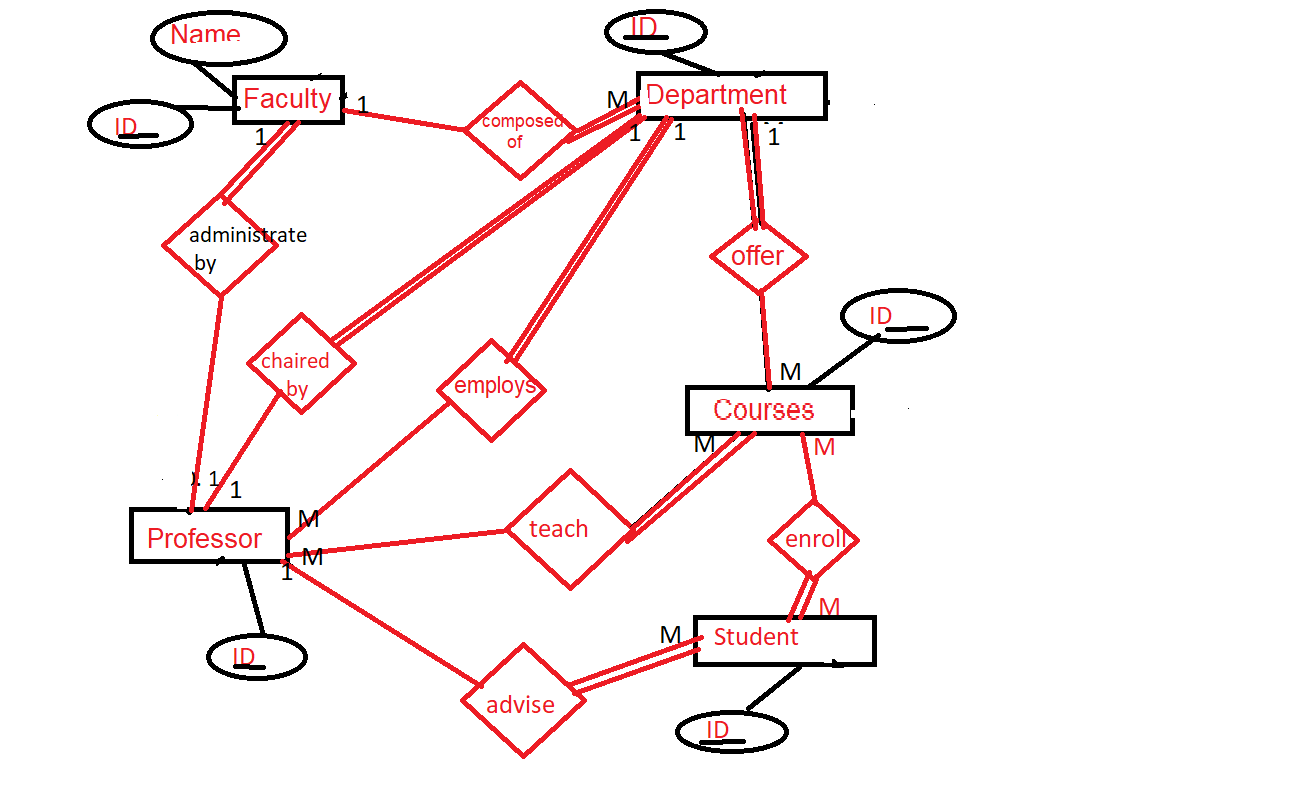 Name
ID
ID
Faculty
1
composed
of
M
Department
1
1
1
1
administrate
by
offer
ID
chaired
by
employs
M
Courses
M
M
1
1
M
Professor
M
1
teach
enroll
M
M
Student
ID
advise
ID